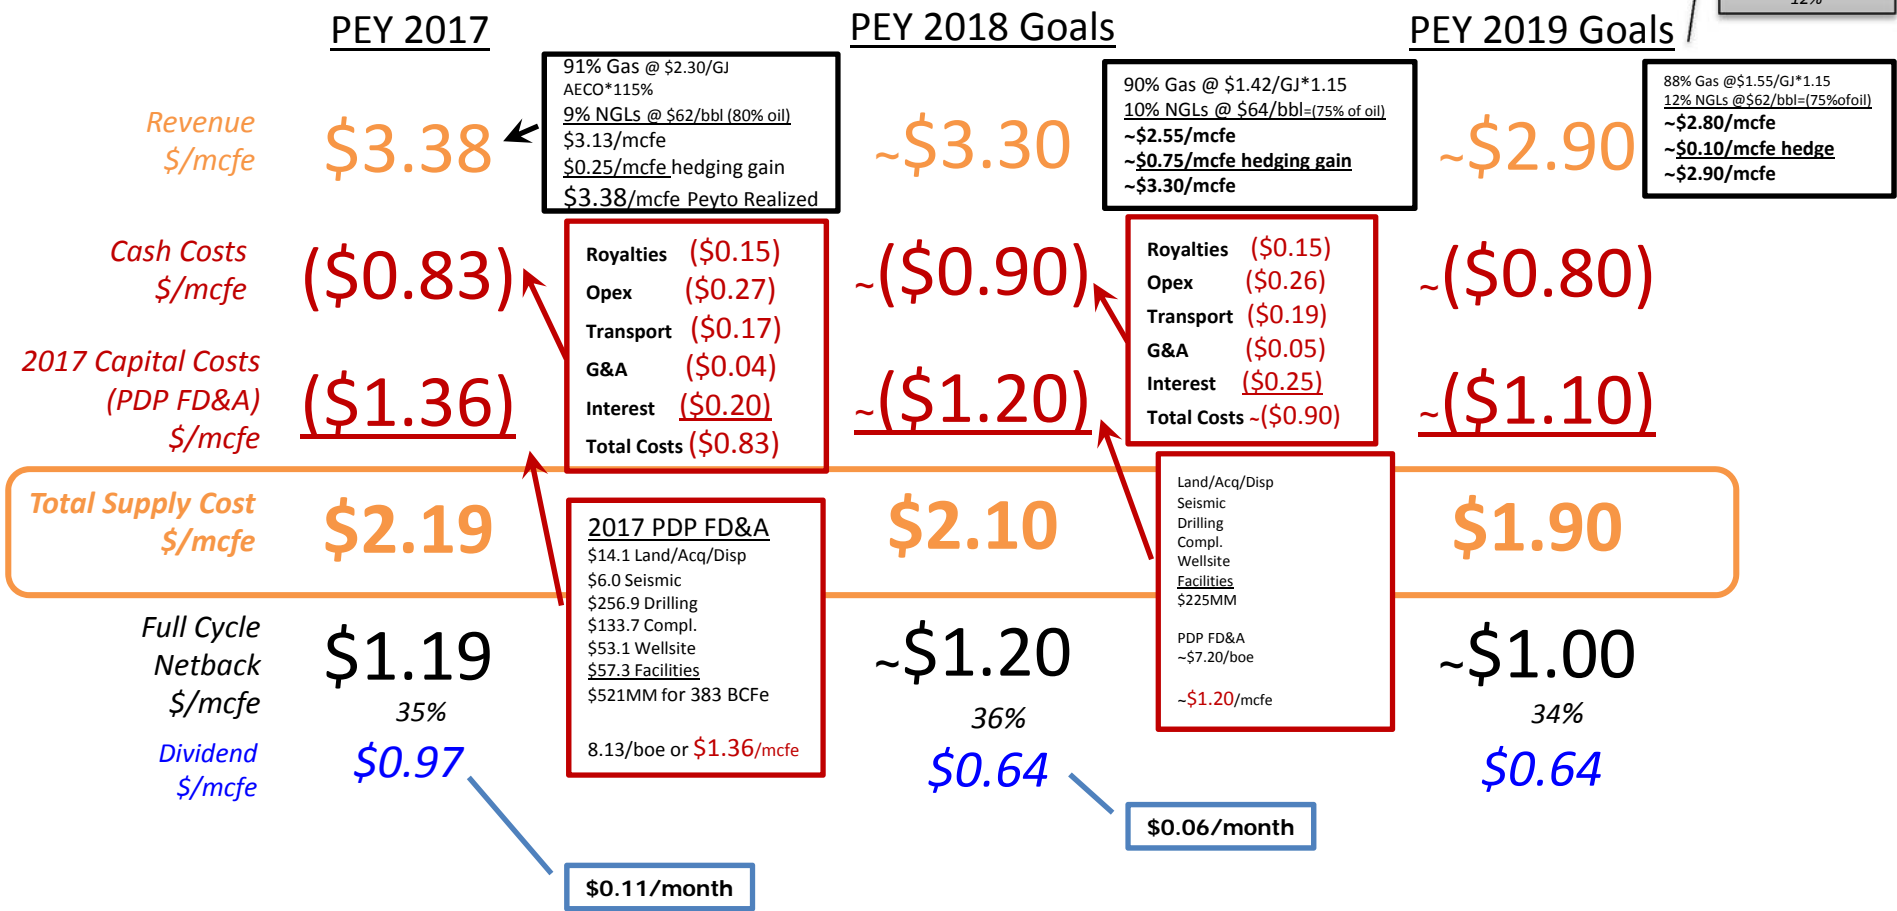 12%
PEY 2017
PEY 2018 Goals
PEY 2019 Goals
Revenue
$/mcfe
$3.38
91% Gas @ $2.30/GJ
AECO*115%
9% NGLs @ $62/bbl (80% oil)
$3.13/mcfe
$0.25/mcfe hedging gain
$3.38/mcfe Peyto Realized
~$3.30
90% Gas @ $1.42/GJ*1.15
10% NGLs @ $64/bbl=(75% of oil)
~$2.55/mcfe
~$0.75/mcfe hedging gain
~$3.30/mcfe
~$2.90
88% Gas @$1.55/GJ*1.15
12% NGLs @$62/bbl=(75%ofoil)
~$2.80/mcfe
~$0.10/mcfe hedge
~$2.90/mcfe
Cash Costs
$/mcfe
($0.83)
Royalties ($0.15)
Opex ($0.27)
Transport ($0.17)
G&A ($0.04)
Interest ($0.20)
Total Costs ($0.83)
~($0.90)
Royalties ($0.15)
Opex ($0.26)
Transport ($0.19)
G&A ($0.05)
Interest ($0.25)
Total Costs ~($0.90)
~($0.80)
2017 Capital Costs
(PDP FD&A)
$/mcfe
($1.36)
~($1.20)
~($1.10)
Total Supply Cost
$/mcfe
$2.19
2017 PDP FD&A
$14.1 Land/Acq/Disp
$6.0 Seismic
$256.9 Drilling
$133.7 Compl.
$53.1 Wellsite
$57.3 Facilities
$521MM for 383 BCFe
8.13/boe or $1.36/mcfe
$2.10
Land/Acq/Disp
Seismic
Drilling
Compl.
Wellsite
Facilities
$225MM
PDP FD&A
~$7.20/boe
~$1.20/mcfe
$1.90
Full Cycle
Netback
$/mcfe
$1.19
35%
~$1.20
36%
~$1.00
34%
Dividend
$/mcfe
$0.97
$0.64
$0.64
$0.06/month
$0.11/month